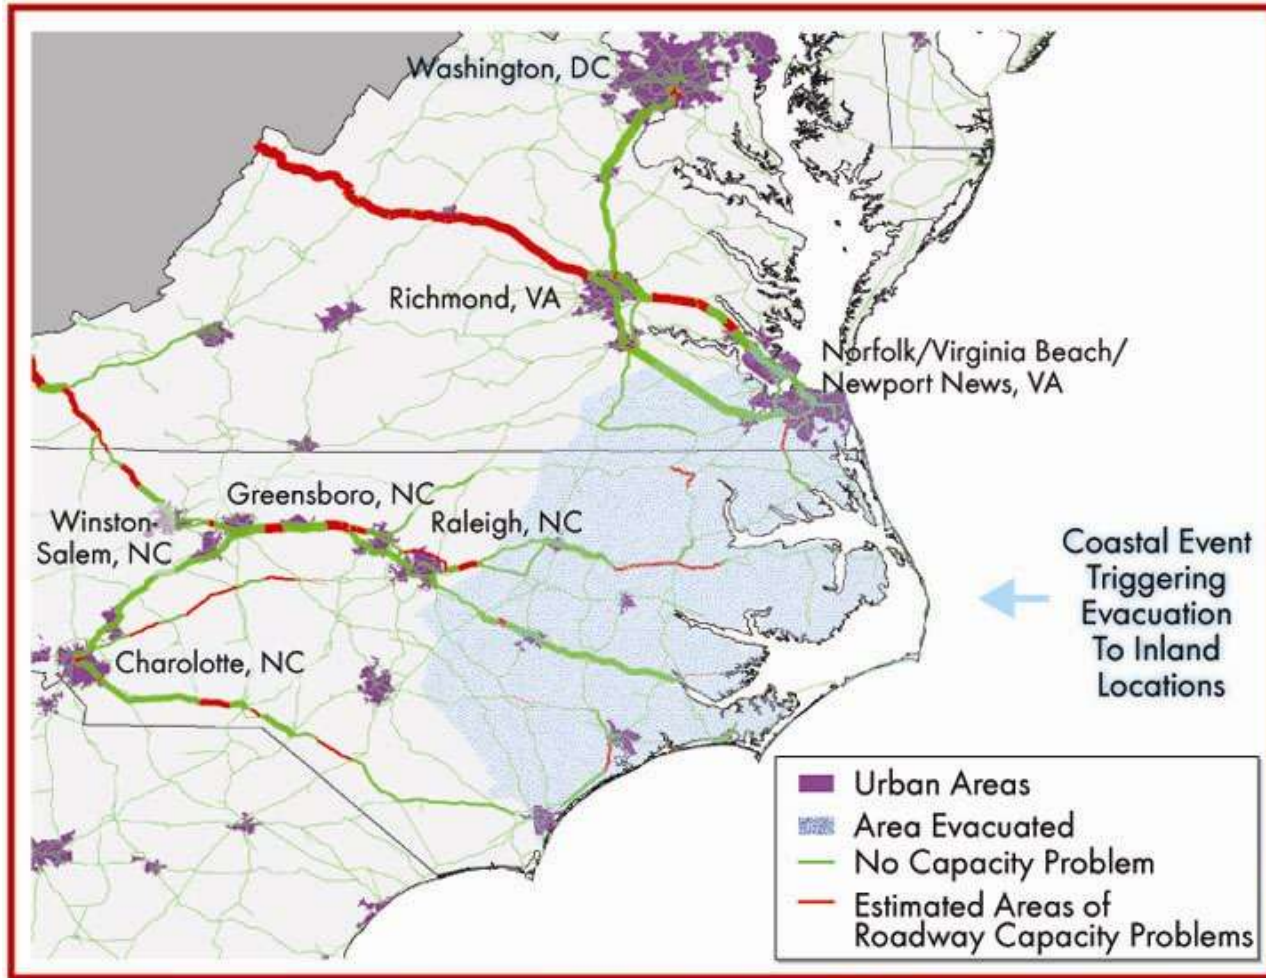 Washington, DC
Richmond, VA
Norfolk/Virginia Beach/
Newport News, VA
Greensboro, NC
Winston-
Salem, NC
Raleigh, NC
Charolotte, NC
Coastal Event
Triggering
Evacuation
To Inland
Locations
Urban Areas
Area Evacuated
No Capacity Problem
Estimated Areas of
Roadway Capacity Problems